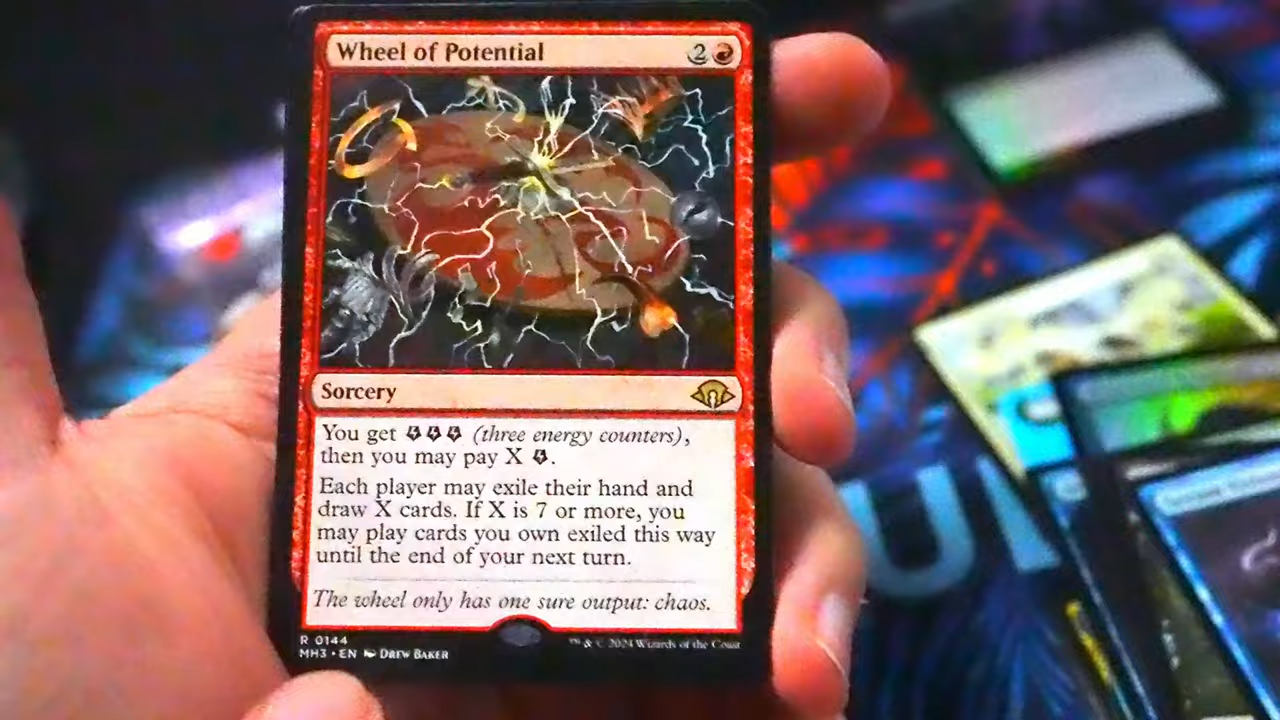 Wheel of Potential 2
Sorcery
You get (three energy counters),
then you may pay X .
Each player may exile their hand and
draw X cards. If X is 7 or more, you
may play cards you own exiled this way
until the end of your next turn.
The wheel only has one sure output: chaos.
R 0144
MH3 • EN DREW BAKER
™ & © 2024 Wizards of the Coast